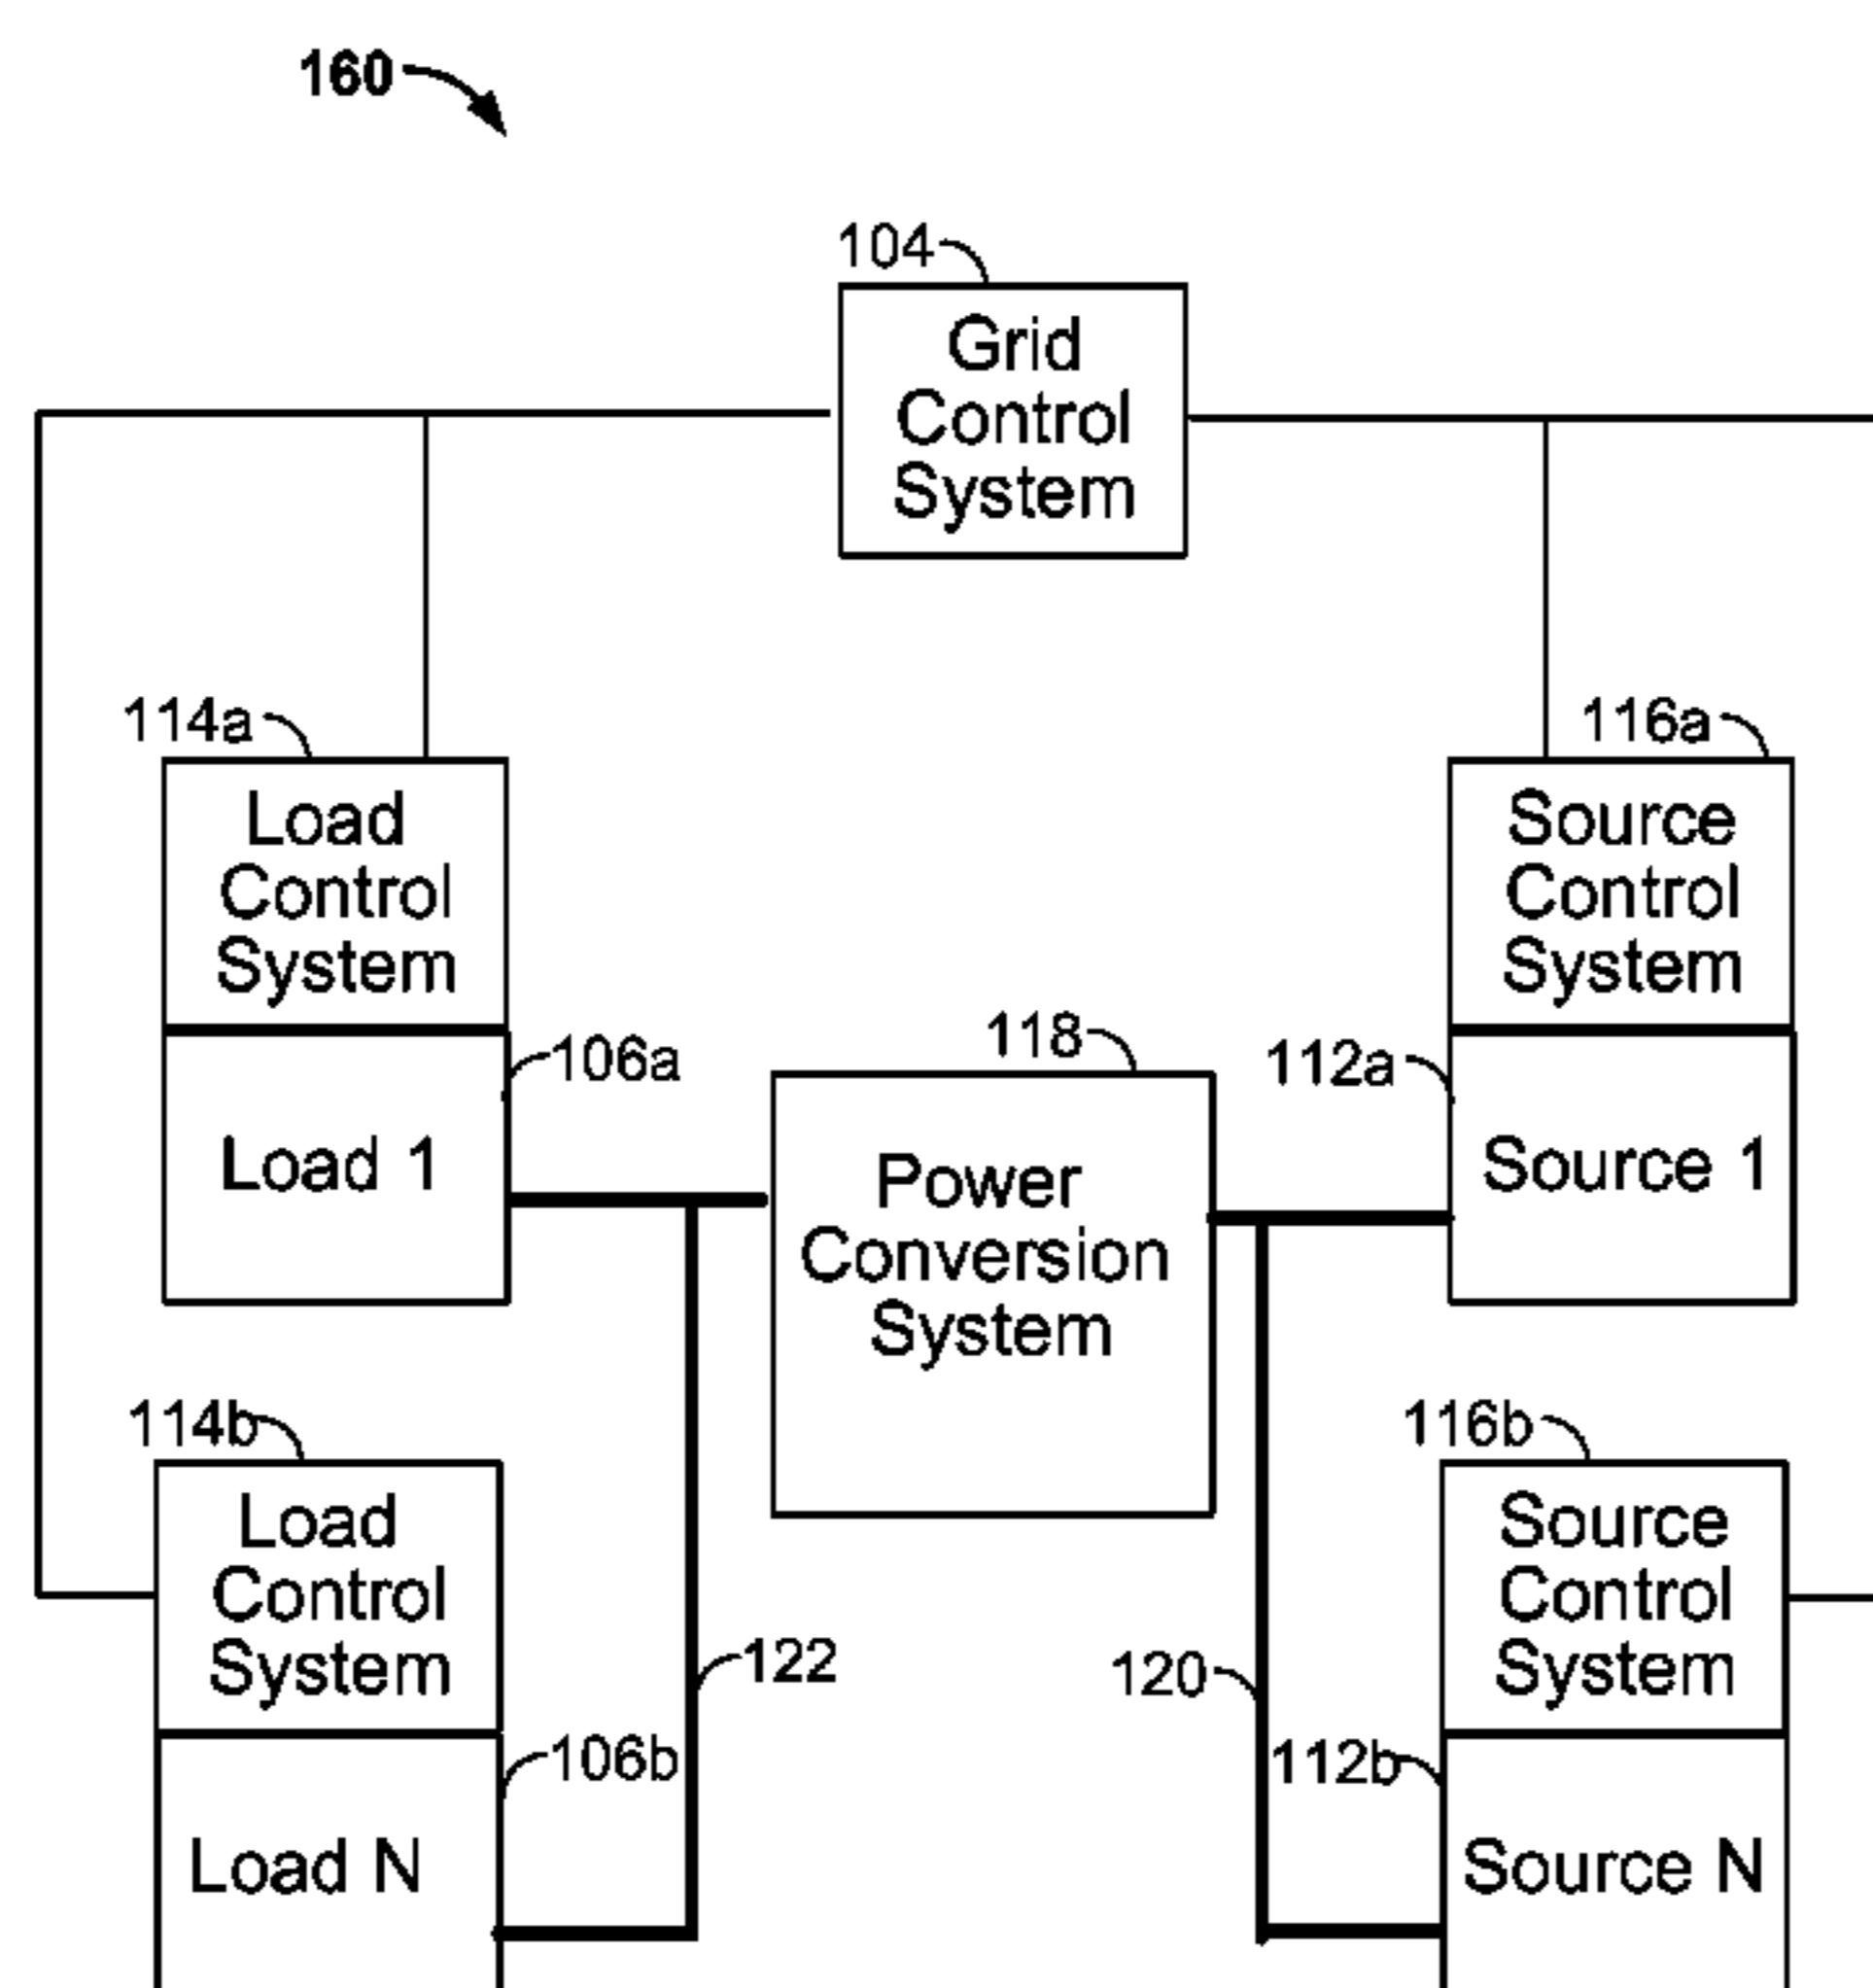 160
104
Grid
Control
System
114a
Load
Control
System
106a
Load 1
116a
Source
Control
System
112a
Source 1
118
Power
Conversion
System
114b
Load
Control
System
122
106b
Load N
116b
Source
Control
System
120
112b
Source N